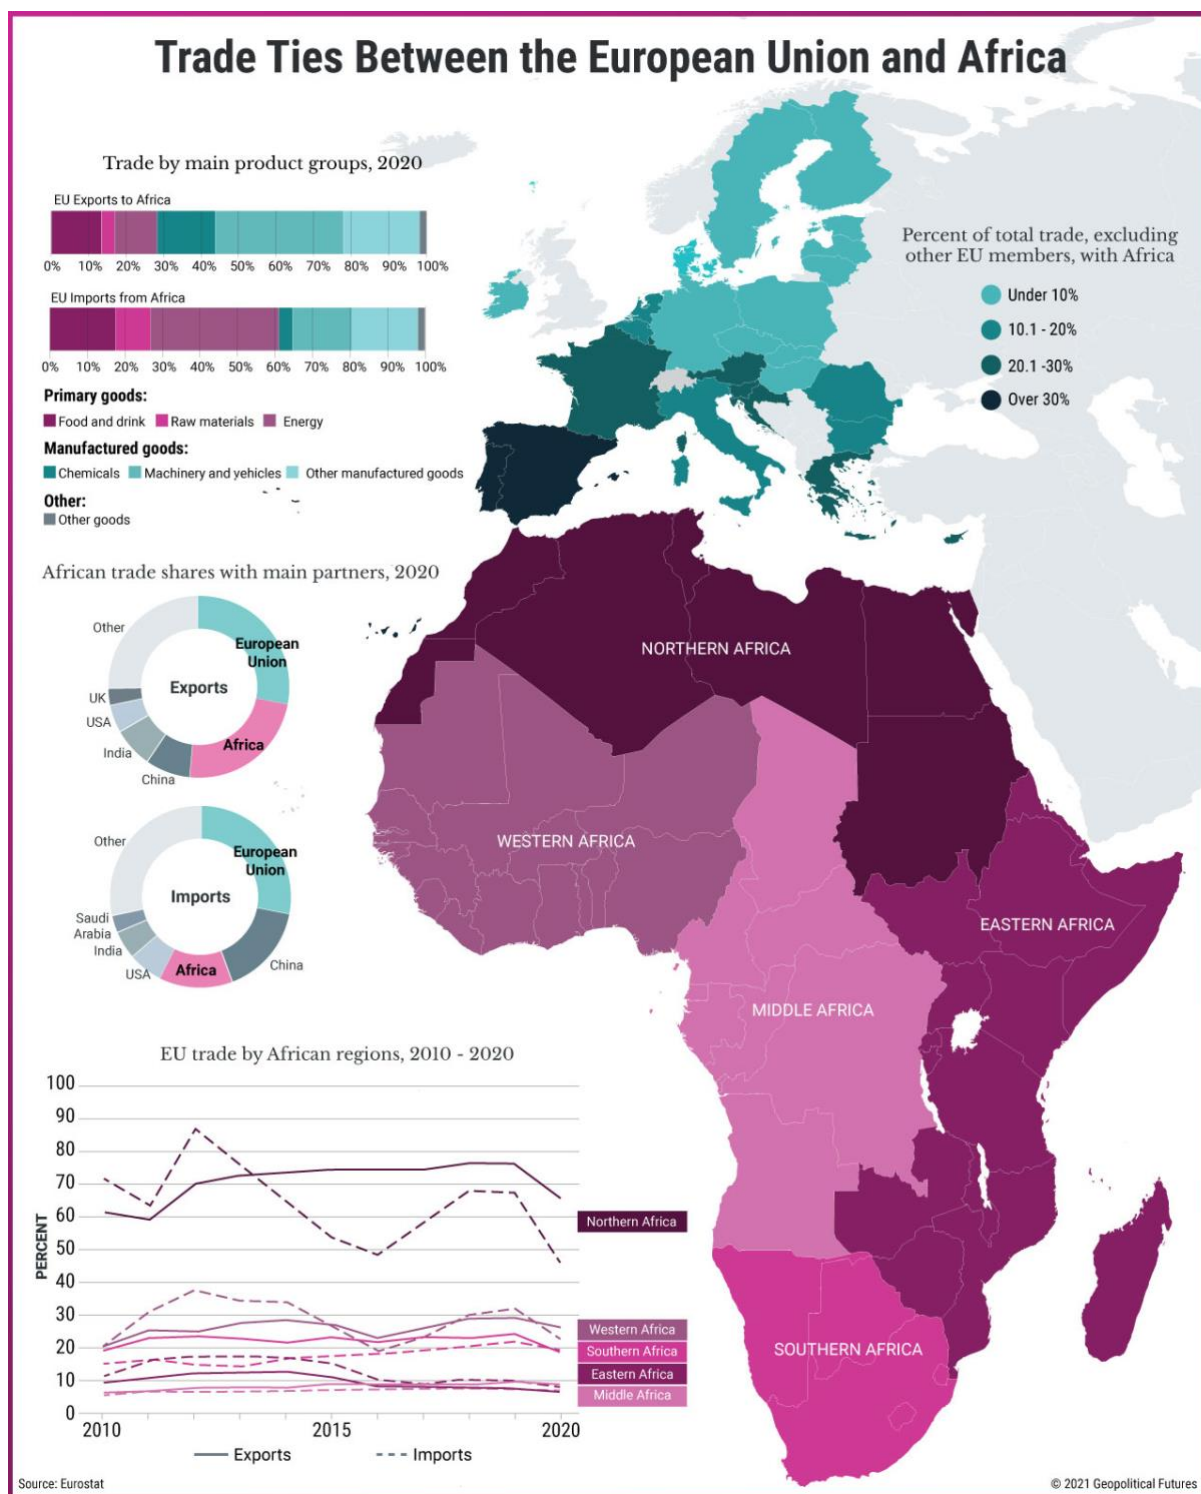 Trade Ties Between the European Union and Africa
Trade by main product groups, 2020
EU Exports to Africa
0% 10% 20% 30% 40% 50% 60% 70% 80% 90% 100%
EU Imports from Africa
0% 10% 20% 30% 40% 50% 60% 70% 80% 90% 100%
Primary goods:
Food and drink Raw materials Energy
Manufactured goods:
Chemicals Machinery and vehicles Other manufactured goods
Other:
Other goods
Percent of total trade, excluding
other EU members, with Africa
Under 10%
10.1 - 20%
20.1 -30%
Over 30%
African trade shares with main partners, 2020
Other
European
Union
UK
Exports
USA
India
Africa
China
Other
European
Union
Imports
Saudi
Arabia
India
USA
Africa
China
NORTHERN AFRICA
WESTERN AFRICA
EASTERN AFRICA
MIDDLE AFRICA
SOUTHERN AFRICA
EU trade by African regions, 2010 - 2020
PERCENT
100
90
80
70
60
50
40
30
20
10
0
2010 2015 2020
Northern Africa
Western Africa
Southern Africa
Eastern Africa
Middle Africa
Exports Imports
Source: Eurostat
© 2021 Geopolitical Futures